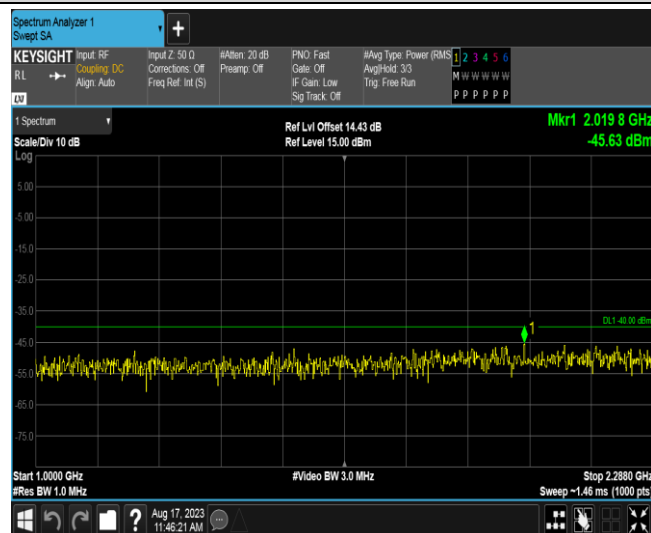 Spectrum Analyzer 1
Swept SA
+
KEYSIGHT
RL
LXI
Input: RF
Coupling: DC
Align: Auto
Input Z: 50 Ω
Corrections: Off
Freq Ref: Int (S)
#Atten: 20 dB
Preamp: Off
PNO: Fast
Gate: Off
IF Gain: Low
Sig Track: Off
#Avg Type: Power (RMS
Avg|Hold: 3/3
Trig: Free Run
1 2 3 4 5 6
M W W W W W
P P P P P P
1 Spectrum
Scale/Div 10 dB
Log
Ref Lvl Offset 14.43 dB
Ref Level 15.00 dBm
Mkr1 2.019 8 GHz
-45.63 dBm
5.00
-5.00
-15.0
-25.0
-35.0
-45.0
-55.0
-65.0
-75.0
DL1 -40.00 dBm
1
Start 1.0000 GHz
#Res BW 1.0 MHz
#Video BW 3.0 MHz
Stop 2.2880 GHz
Sweep ~1.46 ms (1000 pts)
?
Aug 17, 2023
11:46:21 AM